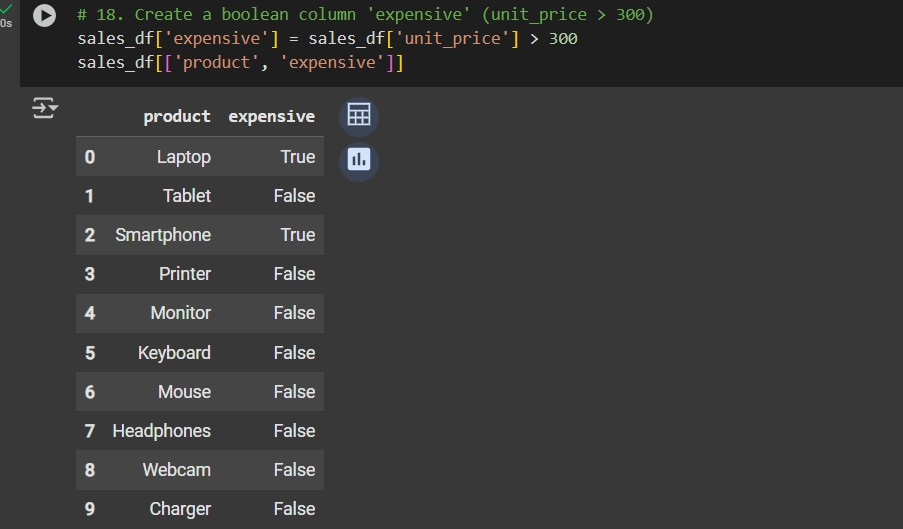 0s
# 18. Create a boolean column 'expensive' (unit_price > 300)
sales_df['expensive'] = sales_df['unit_price'] > 300
sales_df[['product', 'expensive']]
product expensive
0 Laptop True
1 Tablet False
2 Smartphone True
3 Printer False
4 Monitor False
5 Keyboard False
6 Mouse False
7 Headphones False
8 Webcam False
9 Charger False